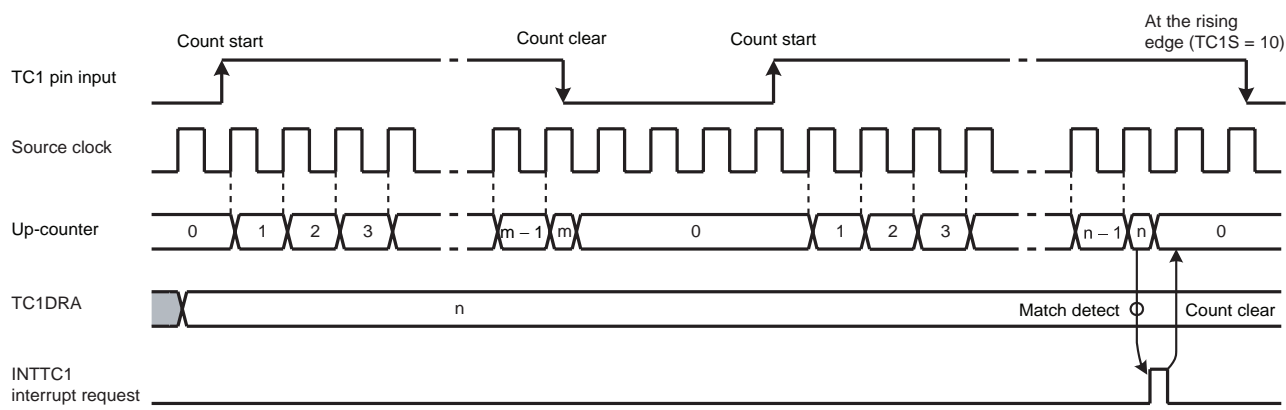 At the rising
edge (TC1S = 10)
Count start
Count clear
Count start
TC1 pin input
Source clock
Up-counter
0 1 2 3 m – 1 m 0 1 2 3 n – 1 n 0
TC1DRA
n
Match detect
Count clear
INTTC1
interrupt request